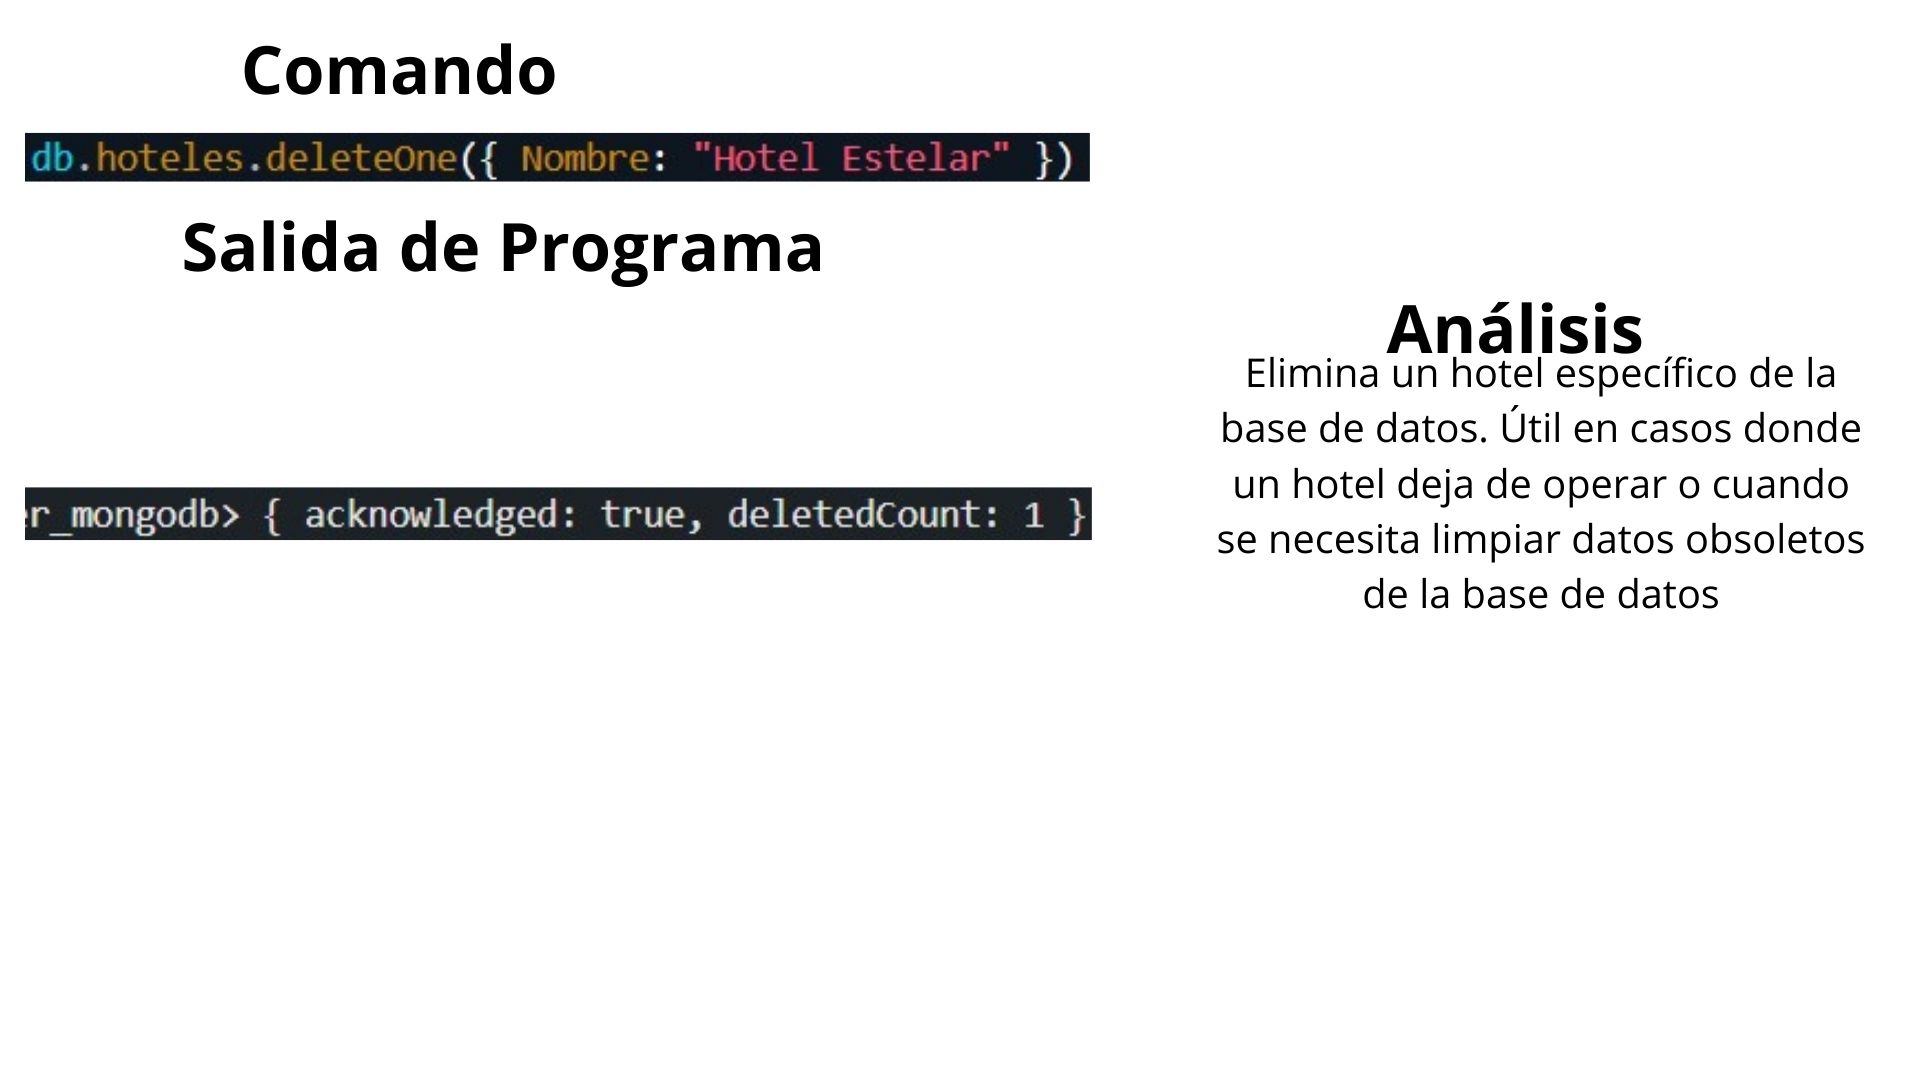 Comando
db.hoteles.deleteOne({ Nombre: "Hotel Estelar" })
Salida de Programa
r_mongodb> { acknowledged: true, deletedCount: 1 }
Análisis
Elimina un hotel específico de la
base de datos. Útil en casos donde
un hotel deja de operar o cuando
se necesita limpiar datos obsoletos
de la base de datos